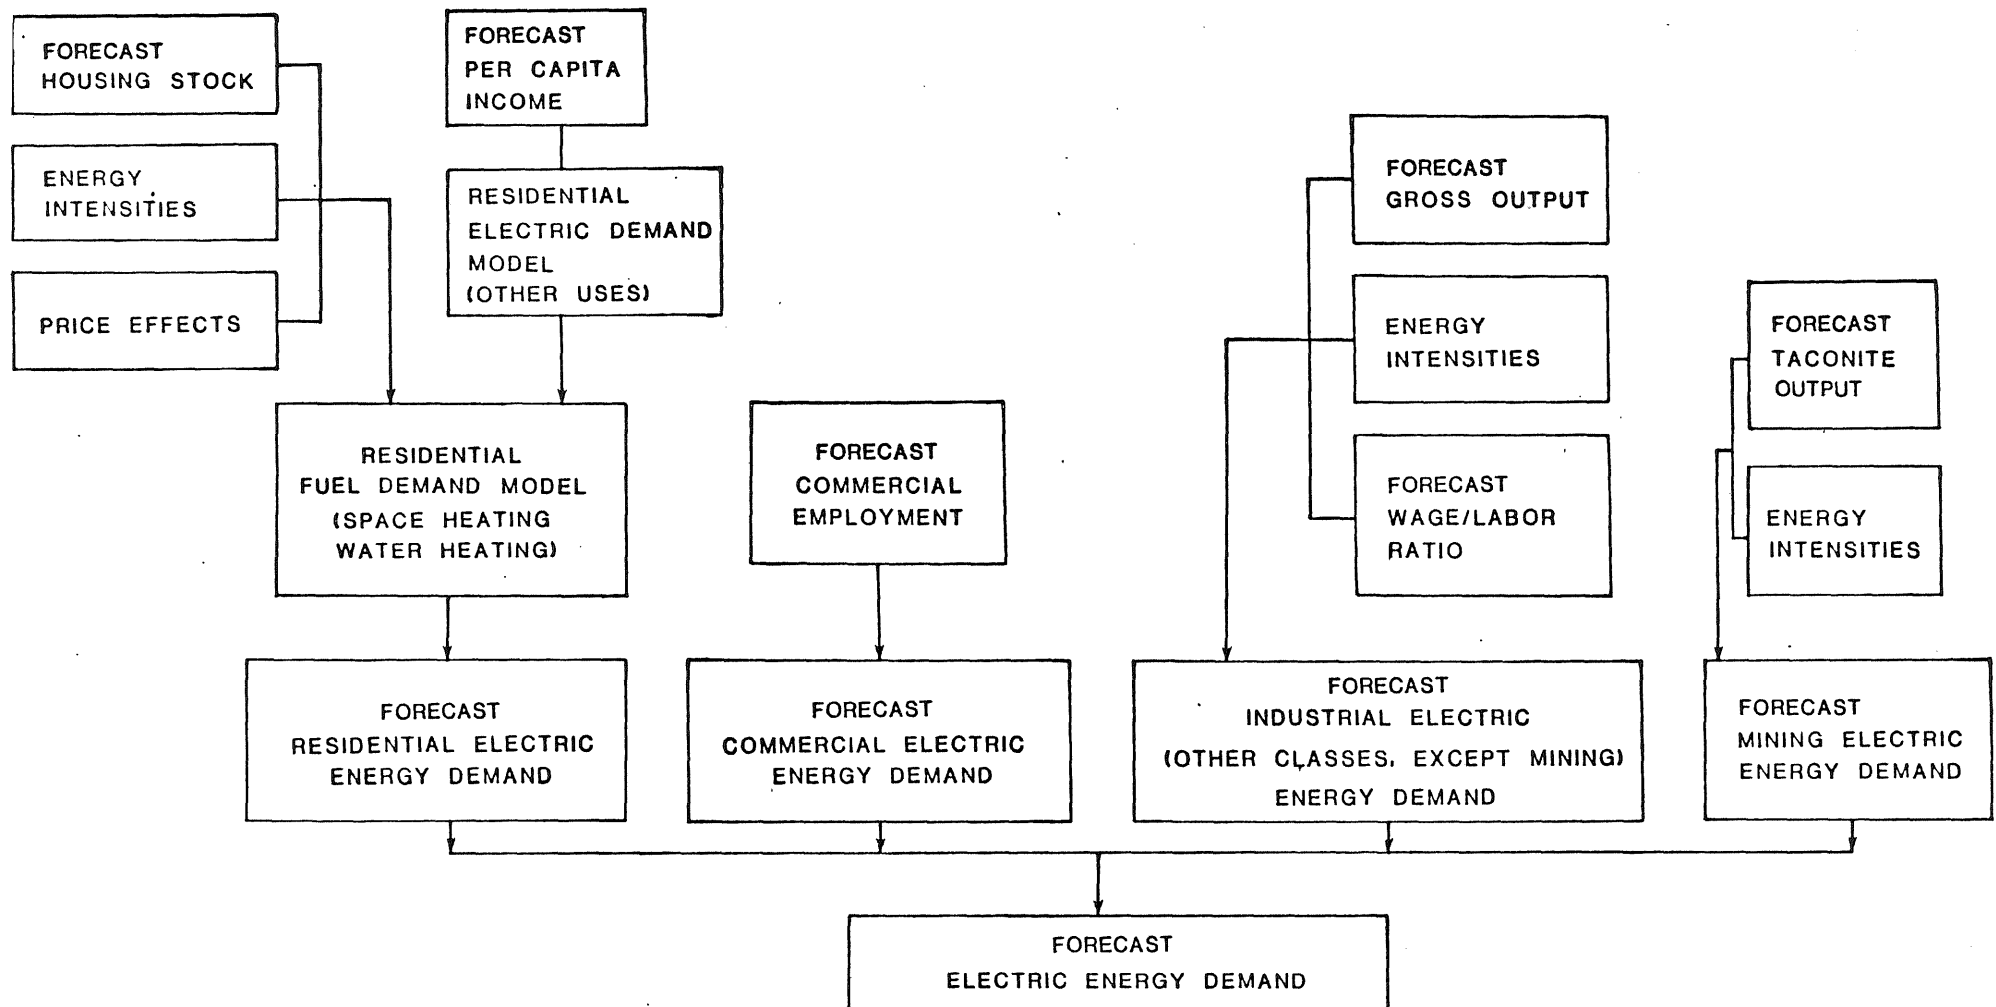 FORECAST
HOUSING STOCK
ENERGY
INTENSITIES
PRICE EFFECTS
FORECAST
PER CAPITA
INCOME
RESIDENTIAL
ELECTRIC DEMAND
MODEL
(OTHER USES)
FORECAST
GROSS OUTPUT
ENERGY
INTENSITIES
FORECAST
WAGE/LABOR
RATIO
FORECAST
TACONITE
OUTPUT
ENERGY
INTENSITIES
RESIDENTIAL
FUEL DEMAND MODEL
(SPACE HEATING
WATER HEATING)
FORECAST
COMMERCIAL
EMPLOYMENT
FORECAST
RESIDENTIAL ELECTRIC
ENERGY DEMAND
FORECAST
COMMERCIAL ELECTRIC
ENERGY DEMAND
FORECAST
INDUSTRIAL ELECTRIC
(OTHER CLASSES, EXCEPT MINING)
ENERGY DEMAND
FORECAST
MINING ELECTRIC
ENERGY DEMAND
FORECAST
ELECTRIC ENERGY DEMAND